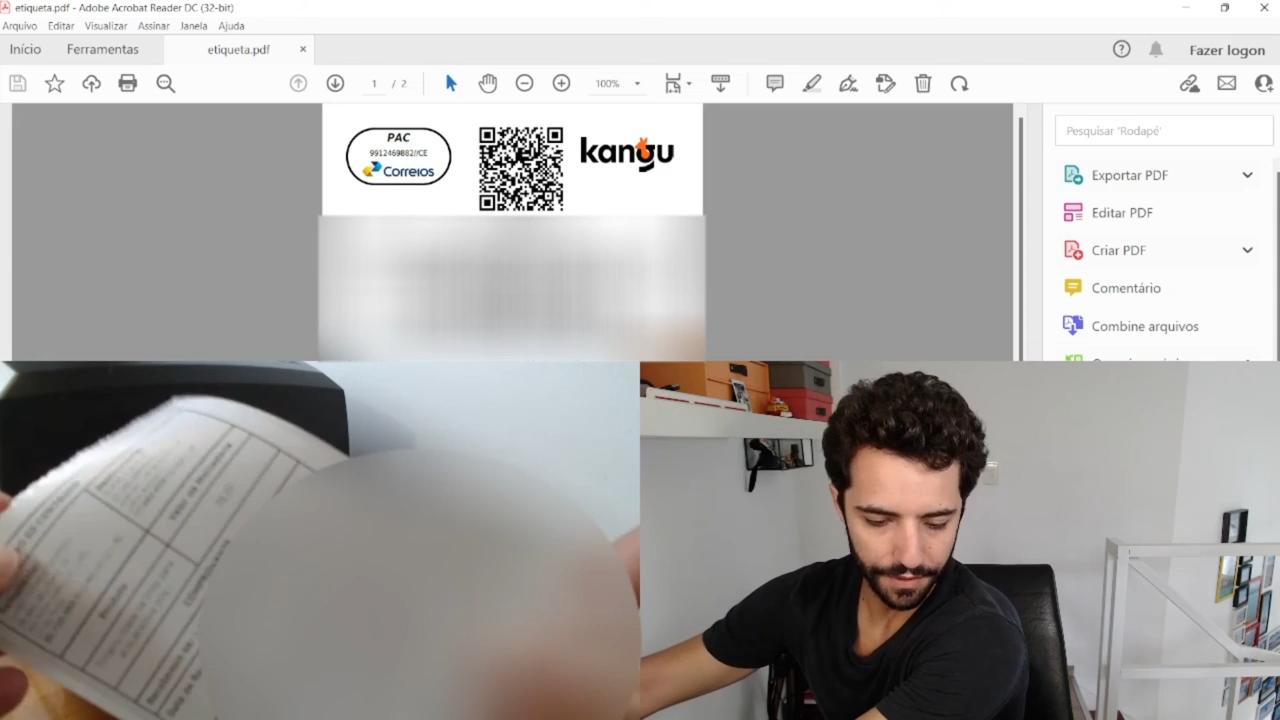 etiqueta.pdf - Adobe Acrobat Reader DC (32-bit)
Arquivo Editar Visualizar Assinar Janela Ajuda
Início Ferramentas etiqueta.pdf × Fazer logon
1 / 2 100%
PAC
9912469882//CE
Correios
kangu
Pesquisar 'Rodapé'
Exportar PDF
Editar PDF
Criar PDF
Comentário
Combine arquivos